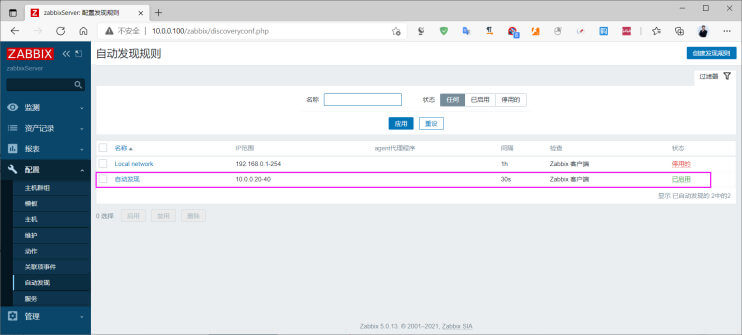 zabbixServer: 配置发现规则
不安全 | 10.0.0.100/zabbix/discoveryconf.php
ZABBIX
zabbixServer
监测
资产记录
报表
配置
主机群组
模板
主机
维护
动作
关联项事件
自动发现
服务
管理
自动发现规则
创建发现规则
过滤器
名称 状态 任何 已启用 停用的
应用 重设
名称 IP范围 agent代理程序 间隔 检查 状态
Local network 192.168.0.1-254 1h Zabbix 客户端 停用的
自动发现 10.0.0.20-40 30s Zabbix 客户端 已启用
显示 已自动发现的 2中的2
0 选择 启用 禁用 删除
Zabbix 5.0.13. © 2001–2021, Zabbix SIA